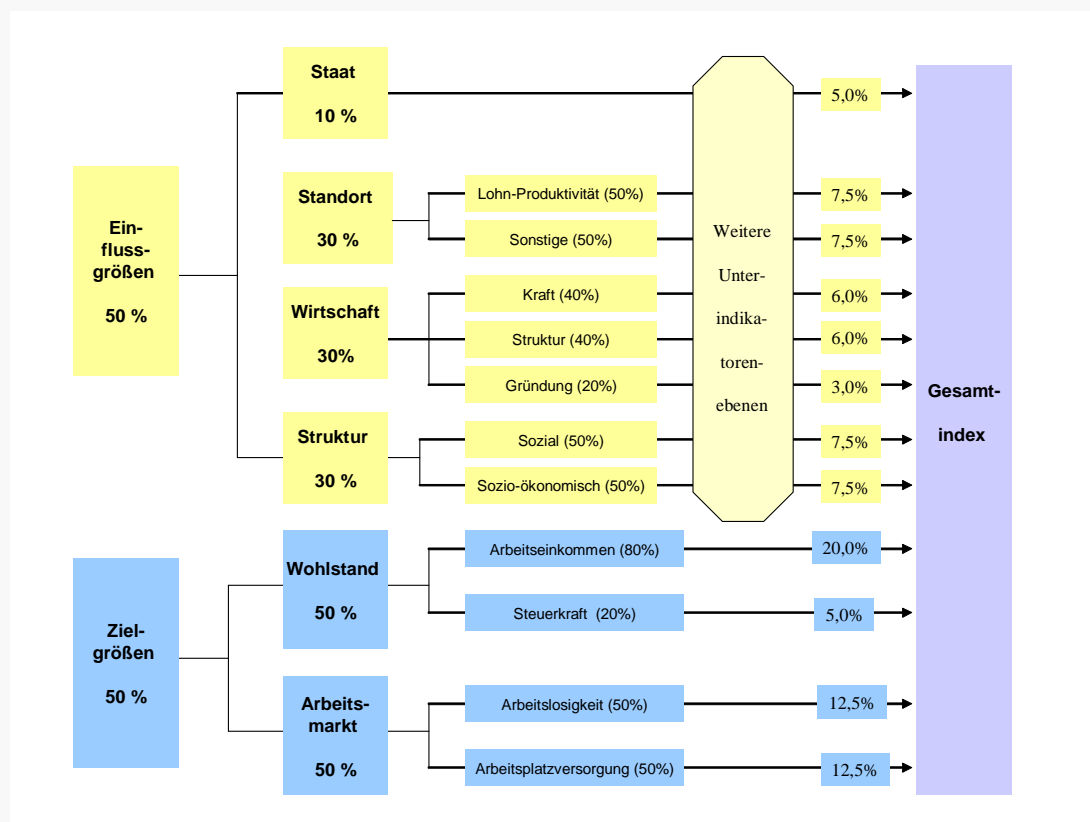 Staat
10 %
5,0%
Ein-
fluss-
größen
50 %
Standort
30 %
Lohn-Produktivität (50%)
7,5%
Sonstige (50%)
7,5%
Wirtschaft
30%
Kraft (40%)
6,0%
Struktur (40%)
6,0%
Gründung (20%)
3,0%
Struktur
30 %
Sozial (50%)
7,5%
Sozio-ökonomisch (50%)
7,5%
Weitere
Unter-
indika-
toren-
ebenen
Ziel-
größen
50 %
Wohlstand
50 %
Arbeitseinkommen (80%)
20,0%
Steuerkraft (20%)
5,0%
Arbeits-
markt
50 %
Arbeitslosigkeit (50%)
12,5%
Arbeitsplatzversorgung (50%)
12,5%
Gesamt-
index